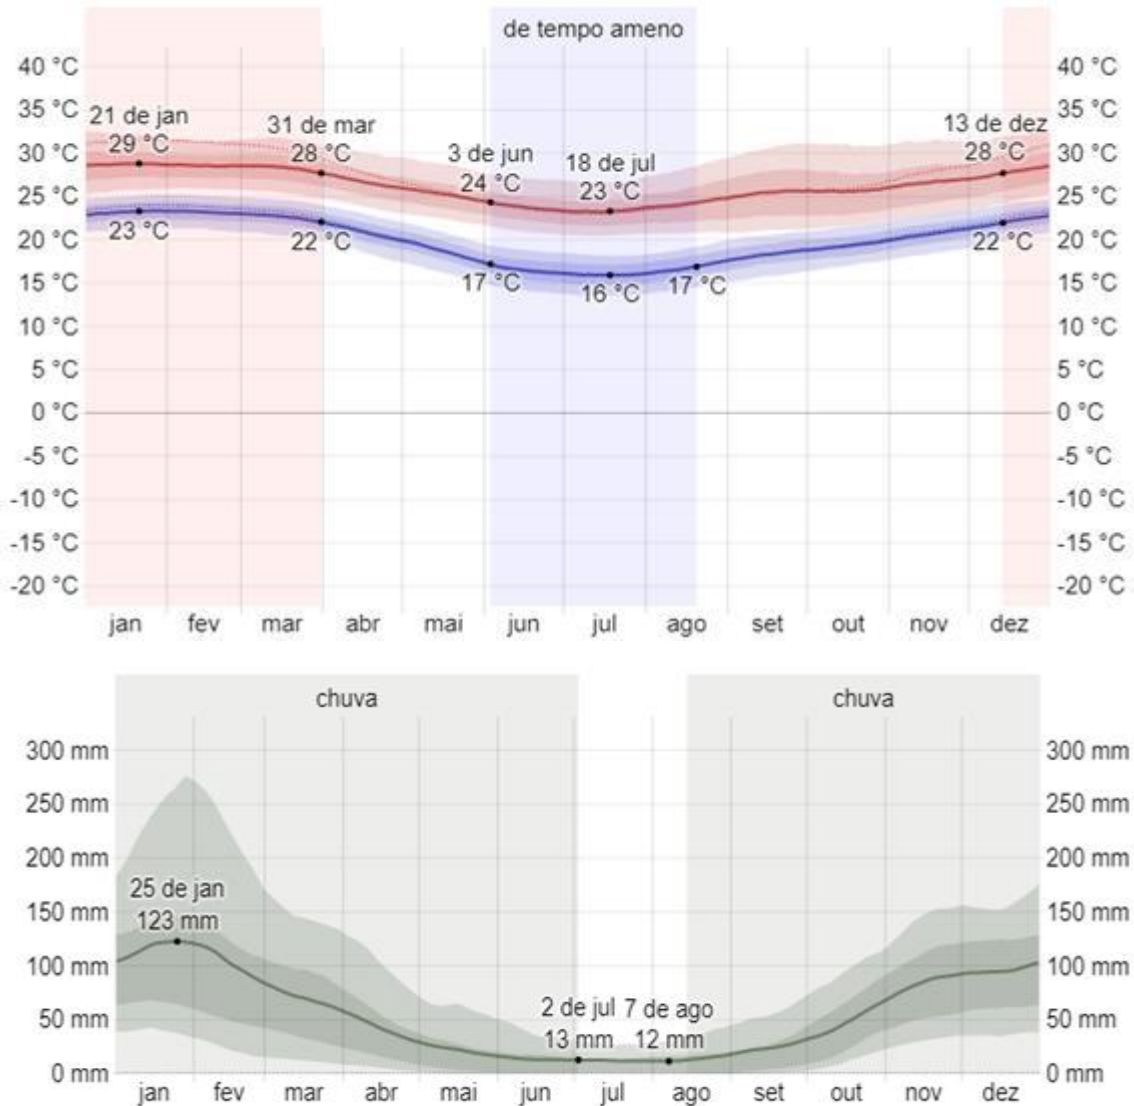 de tempo ameno
40 °C 40 °C
35 °C 35 °C
30 °C 30 °C
25 °C 25 °C
20 °C 20 °C
15 °C 15 °C
10 °C 10 °C
5 °C 5 °C
0 °C 0 °C
-5 °C -5 °C
-10 °C -10 °C
-15 °C -15 °C
-20 °C -20 °C
21 de jan
29 °C
31 de mar
28 °C
3 de jun
24 °C
18 de jul
23 °C
13 de dez
28 °C
23 °C
22 °C
17 °C
16 °C
17 °C
22 °C
jan fev mar abr mai jun jul ago set out nov dez
chuva chuva
300 mm 300 mm
250 mm 250 mm
200 mm 200 mm
150 mm 150 mm
100 mm 100 mm
50 mm 50 mm
0 mm 0 mm
25 de jan
123 mm
2 de jul
13 mm
7 de ago
12 mm
jan fev mar abr mai jun jul ago set out nov dez